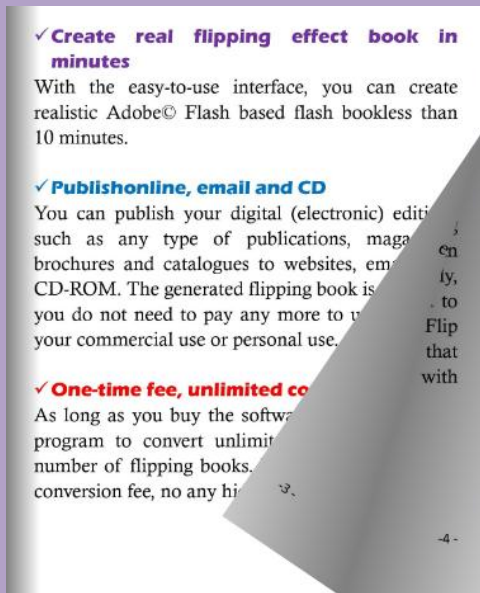 ✓Create real flipping effect book in
minutes
With the easy-to-use interface, you can create
realistic Adobe© Flash based flash bookless than
10 minutes.
✓Publishonline, email and CD
You can publish your digital (electronic)
such as any type of publications,
brochures and catalogues to websites,
CD-ROM. The generated flipping book is
you do not need to pay any more to
your commercial use or personal use.
✓One-time fee, unlimited
As long as you buy the
program to convert
number of flipping books.
conversion fee, no any
to
Flip
that
with
-3-
-4-